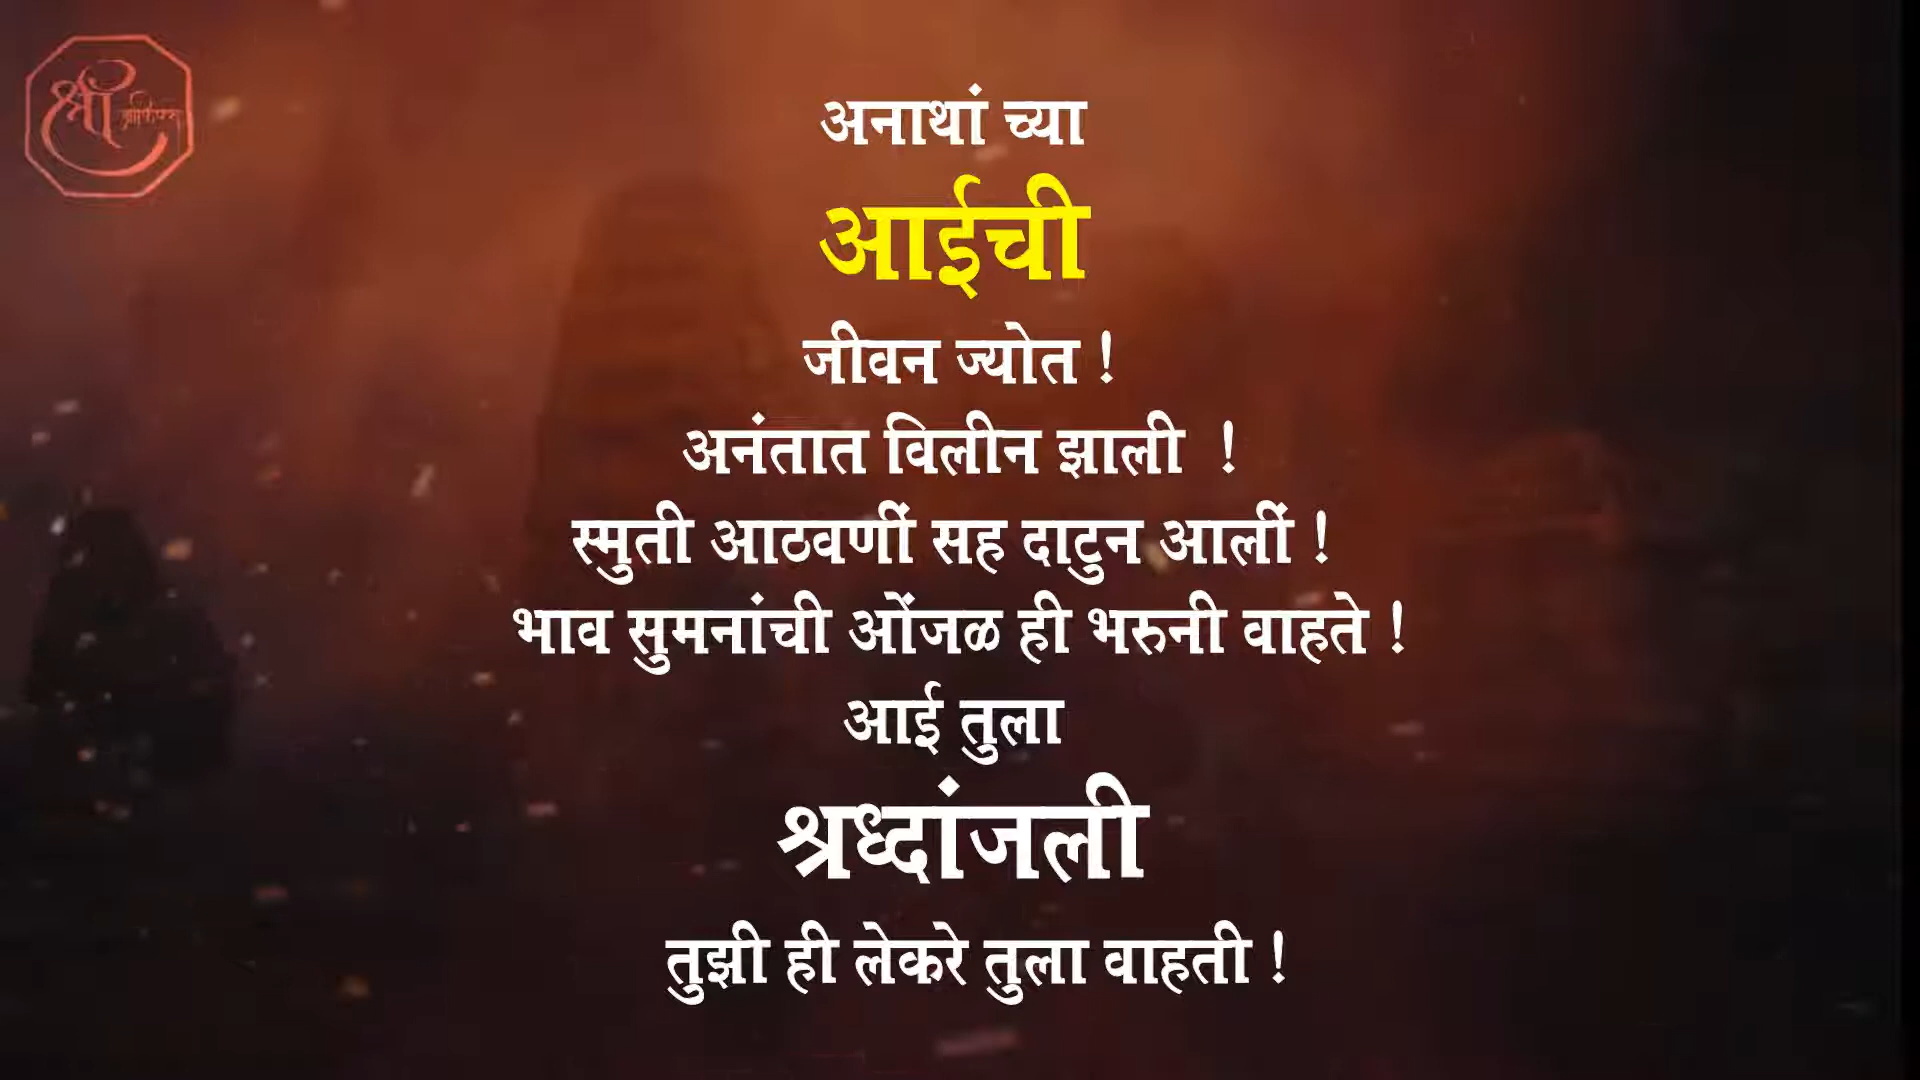 श्री
अनाथां च्या
आईची
जीवन ज्योत !
अनंतात विलीन झाली !
स्मुती आठवणीं सह दाटुन आलीं !
भाव सुमनांची ओंजळ ही भरुनी वाहते !
आई तुला
श्रध्दांजली
तुझी ही लेकरे तुला वाहती !